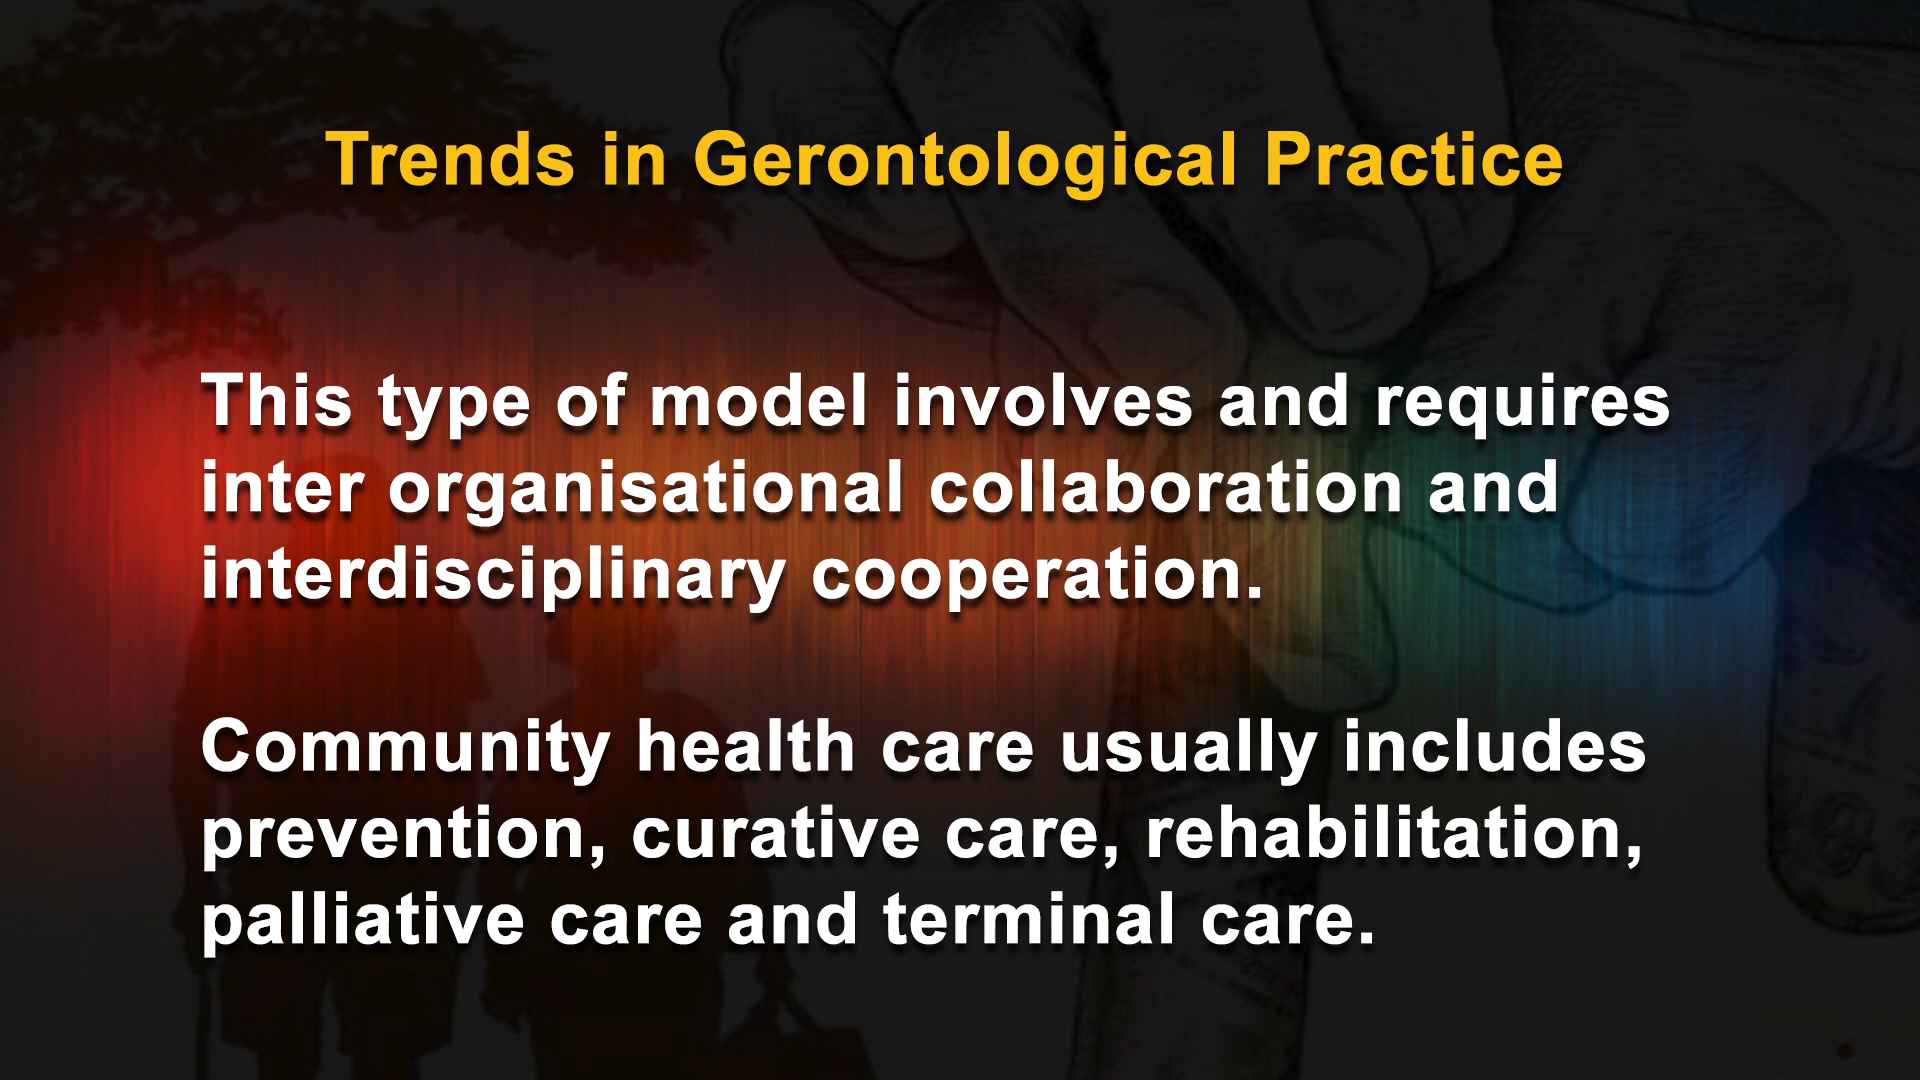 Trends in Gerontological Practice
This type of model involves and requires
inter organisational collaboration and
interdisciplinary cooperation.
Community health care usually includes
prevention, curative care, rehabilitation,
palliative care and terminal care.